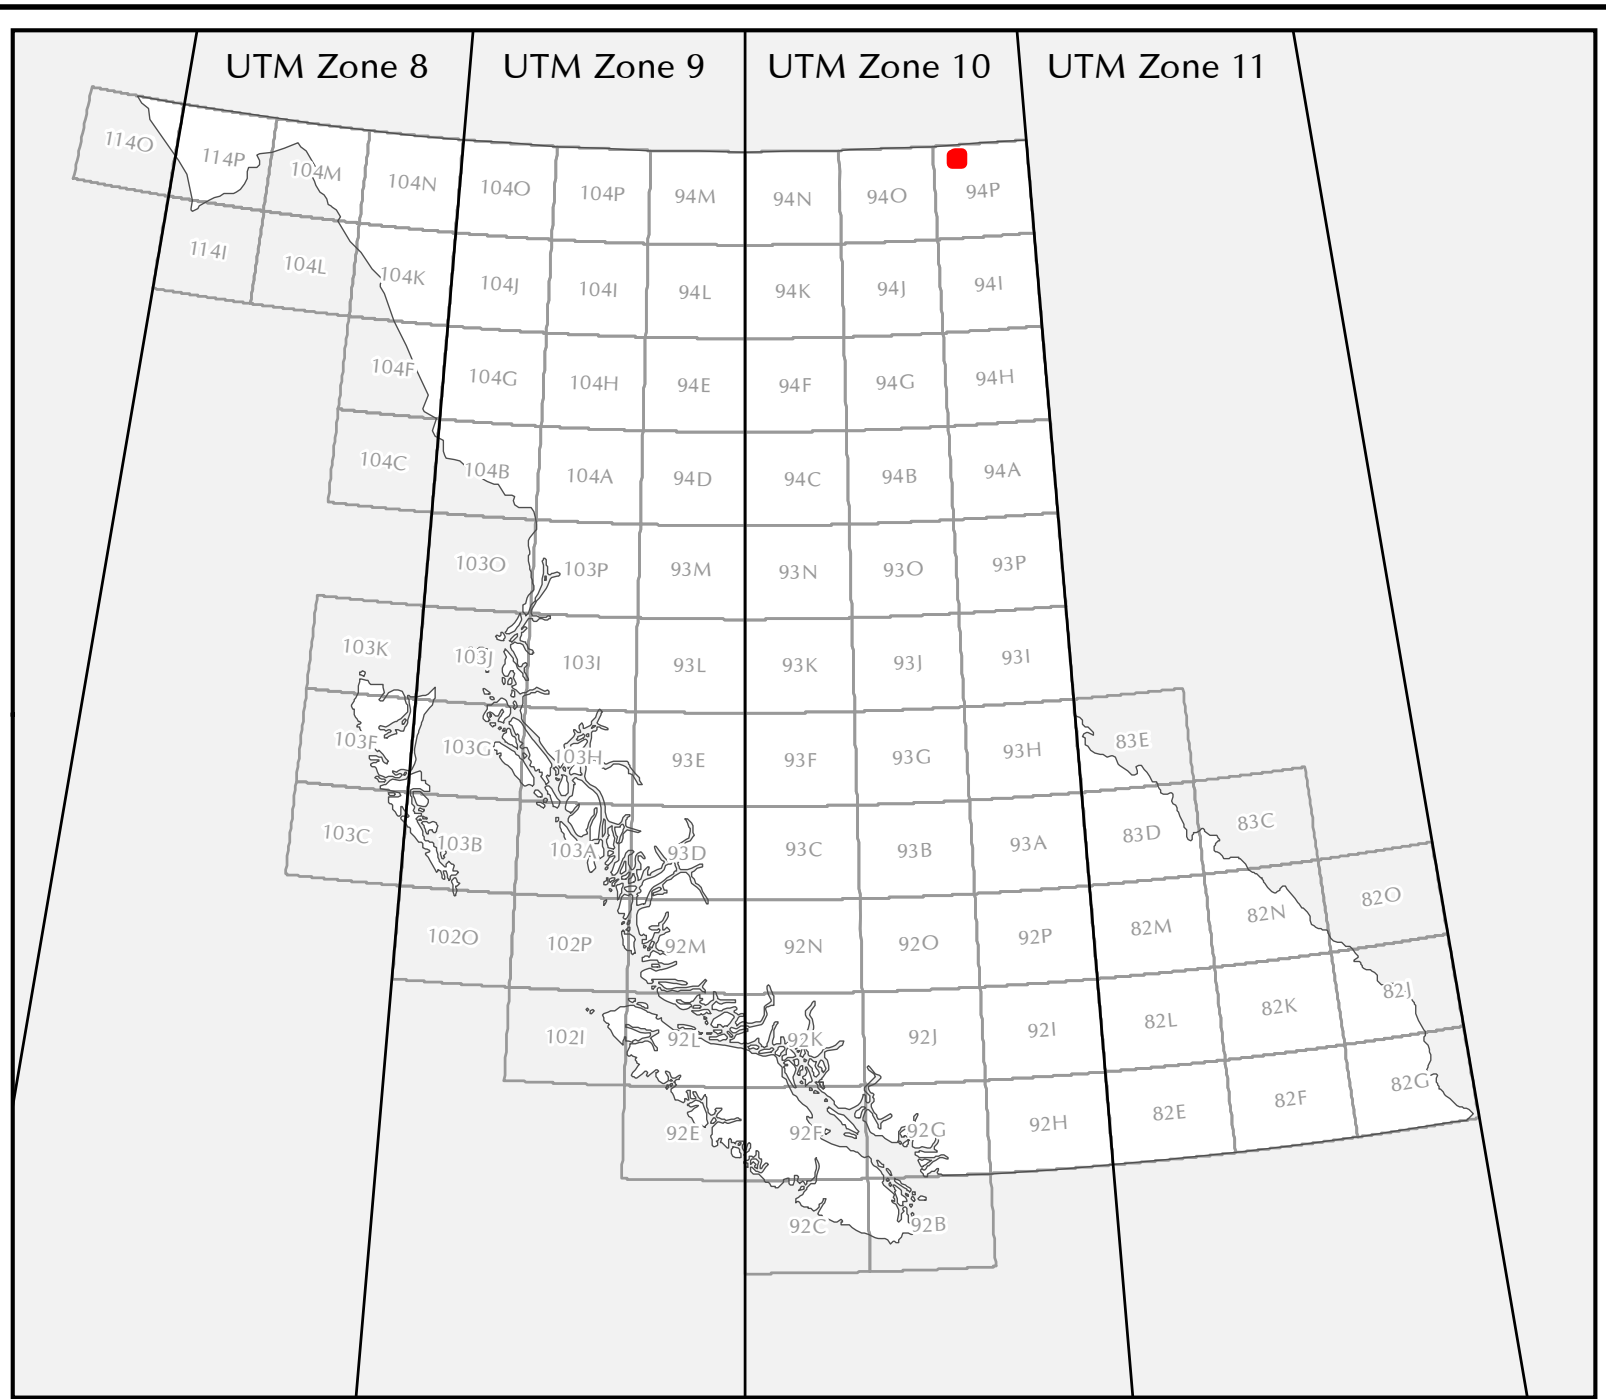 UTM Zone 8 UTM Zone 9 UTM Zone 10 UTM Zone 11
114O 114P 104M 104N 104O 104P 94M 94N 94O 94P
114I 104L 104K 104J 104I 94L 94K 94J 94I
104F 104G 104H 94E 94F 94G 94H
104C 104B 104A 94D 94C 94B 94A
103O 103P 93M 93N 93O 93P
103K 103J 103I 93L 93K 93J 93I
103F 103G 103H 93E 93F 93G 93H 83E
103C 103B 103A 93D 93C 93B 93A 83D 83C
102O 102P 92M 92N 92O 92P 82M 82N 82O
102I 92L 92K 92J 92I 82L 82K 82J
92E 92F 92G 92H 82E 82F 82G
92C 92B